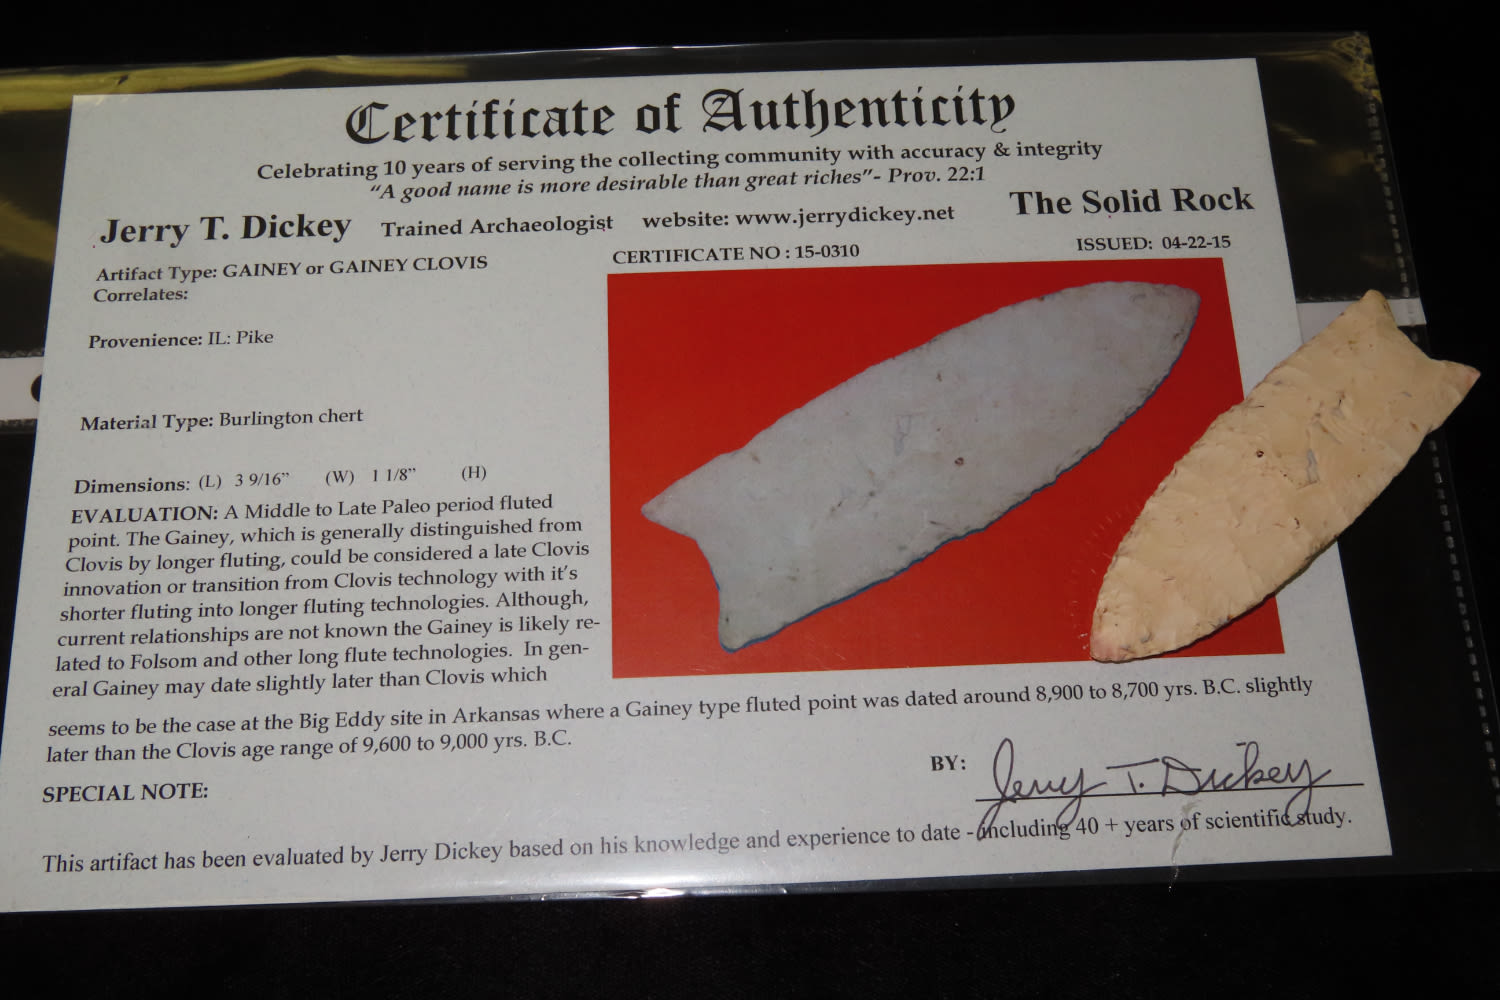 Certificate of Authenticity
Celebrating 10 years of serving the collecting community with accuracy & integrity
“A good name is more desirable than great riches”- Prov. 22:1
Jerry T. Dickey Trained Archaeologist website: www.jerrydickey.net The Solid Rock
Artifact Type: GAINEY or GAINEY CLOVIS
Correlates:
CERTIFICATE NO : 15-0310 ISSUED: 04-22-15
Provenience: IL: Pike
Material Type: Burlington chert
Dimensions: (L) 3 9/16” (W) 1 1/8” (H)
EVALUATION: A Middle to Late Paleo period fluted
point. The Gainey, which is generally distinguished from
Clovis by longer fluting, could be considered a late Clovis
innovation or transition from Clovis technology with it’s
shorter fluting into longer fluting technologies. Although,
current relationships are not known the Gainey is likely re-
lated to Folsom and other long flute technologies. In gen-
eral Gainey may date slightly later than Clovis which
seems to be the case at the Big Eddy site in Arkansas where a Gainey type fluted point was dated around 8,900 to 8,700 yrs. B.C. slightly
later than the Clovis age range of 9,600 to 9,000 yrs. B.C.
BY: Jerry T. Dickey
SPECIAL NOTE:
This artifact has been evaluated by Jerry Dickey based on his knowledge and experience to date - including 40 + years of scientific study.